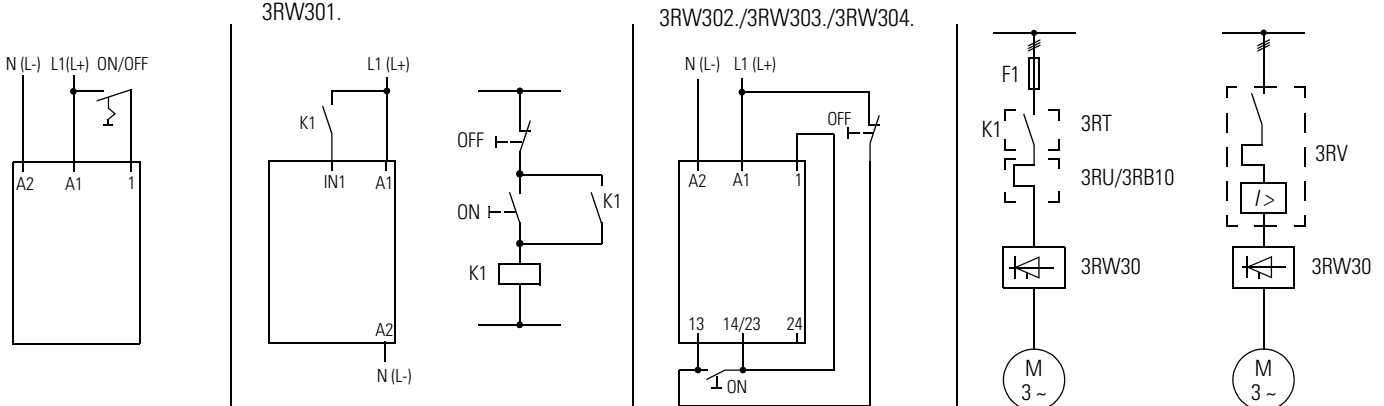 3RW301.
3RW302./3RW303./3RW304.
N (L-) L1(L+) ON/OFF
A2 A1 1
L1 (L+)
K1
IN1 A1
A2
N (L-)
OFF
ON
K1
K1
N (L-) L1 (L+)
OFF
A2 A1 1
13 14/23 24
ON
F1
K1
3RT
3RU/3RB10
3RW30
M
3 ~
3RV
I >
3RW30
M
3 ~